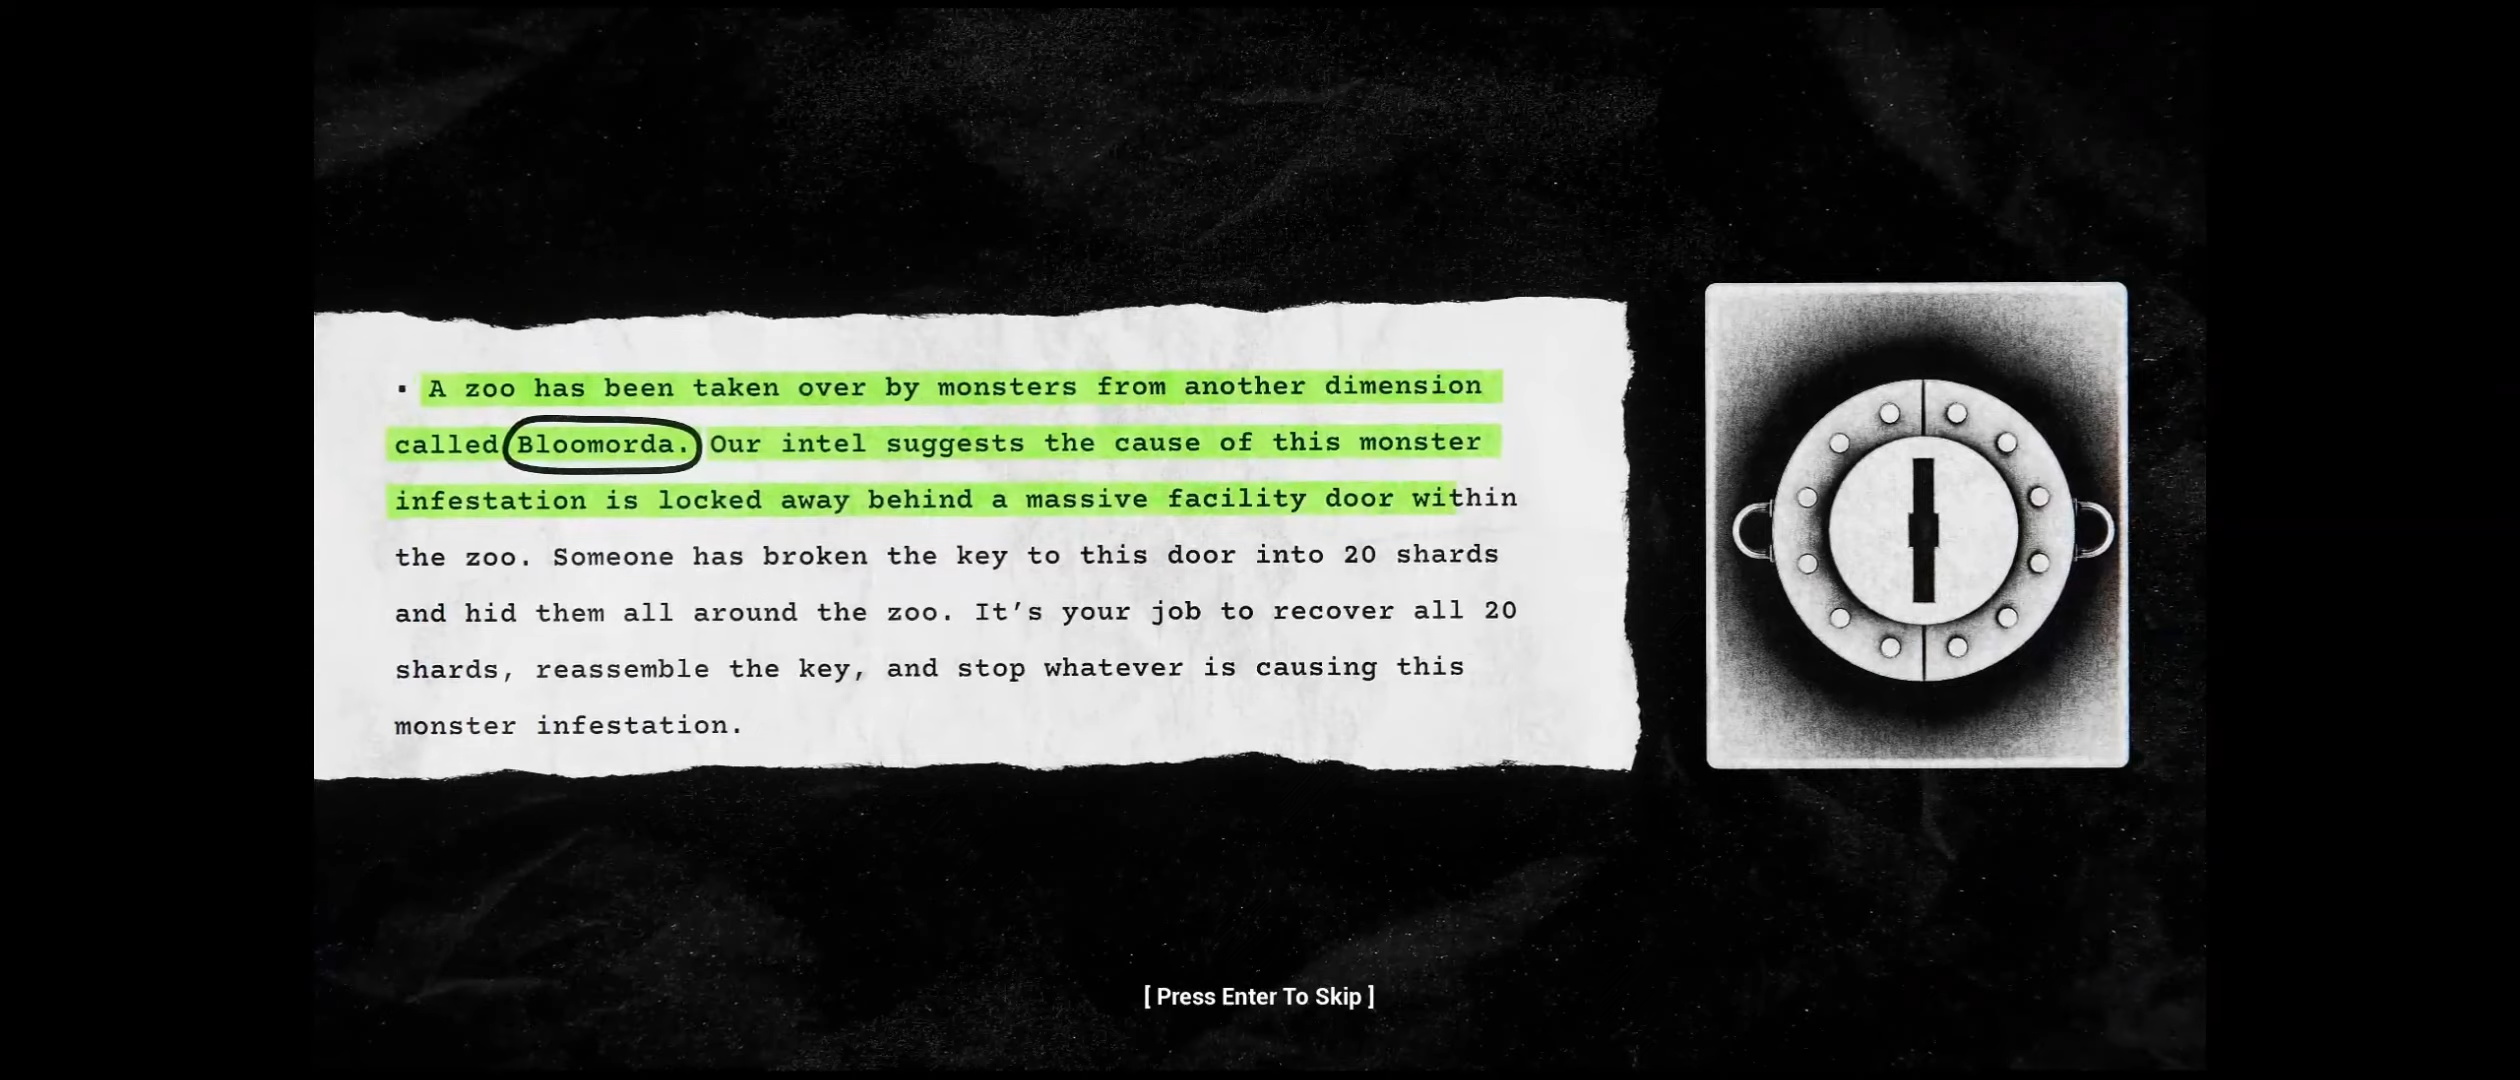 ▪ A zoo has been taken over by monsters from another dimension
called Bloomorda. Our intel suggests the cause of this monster
infestation is locked away behind a massive facility door within
the zoo. Someone has broken the key to this door into 20 shards
and hid them all around the zoo. It’s your job to recover all 20
shards, reassemble the key, and stop whatever is causing this
monster infestation.
[ Press Enter To Skip ]